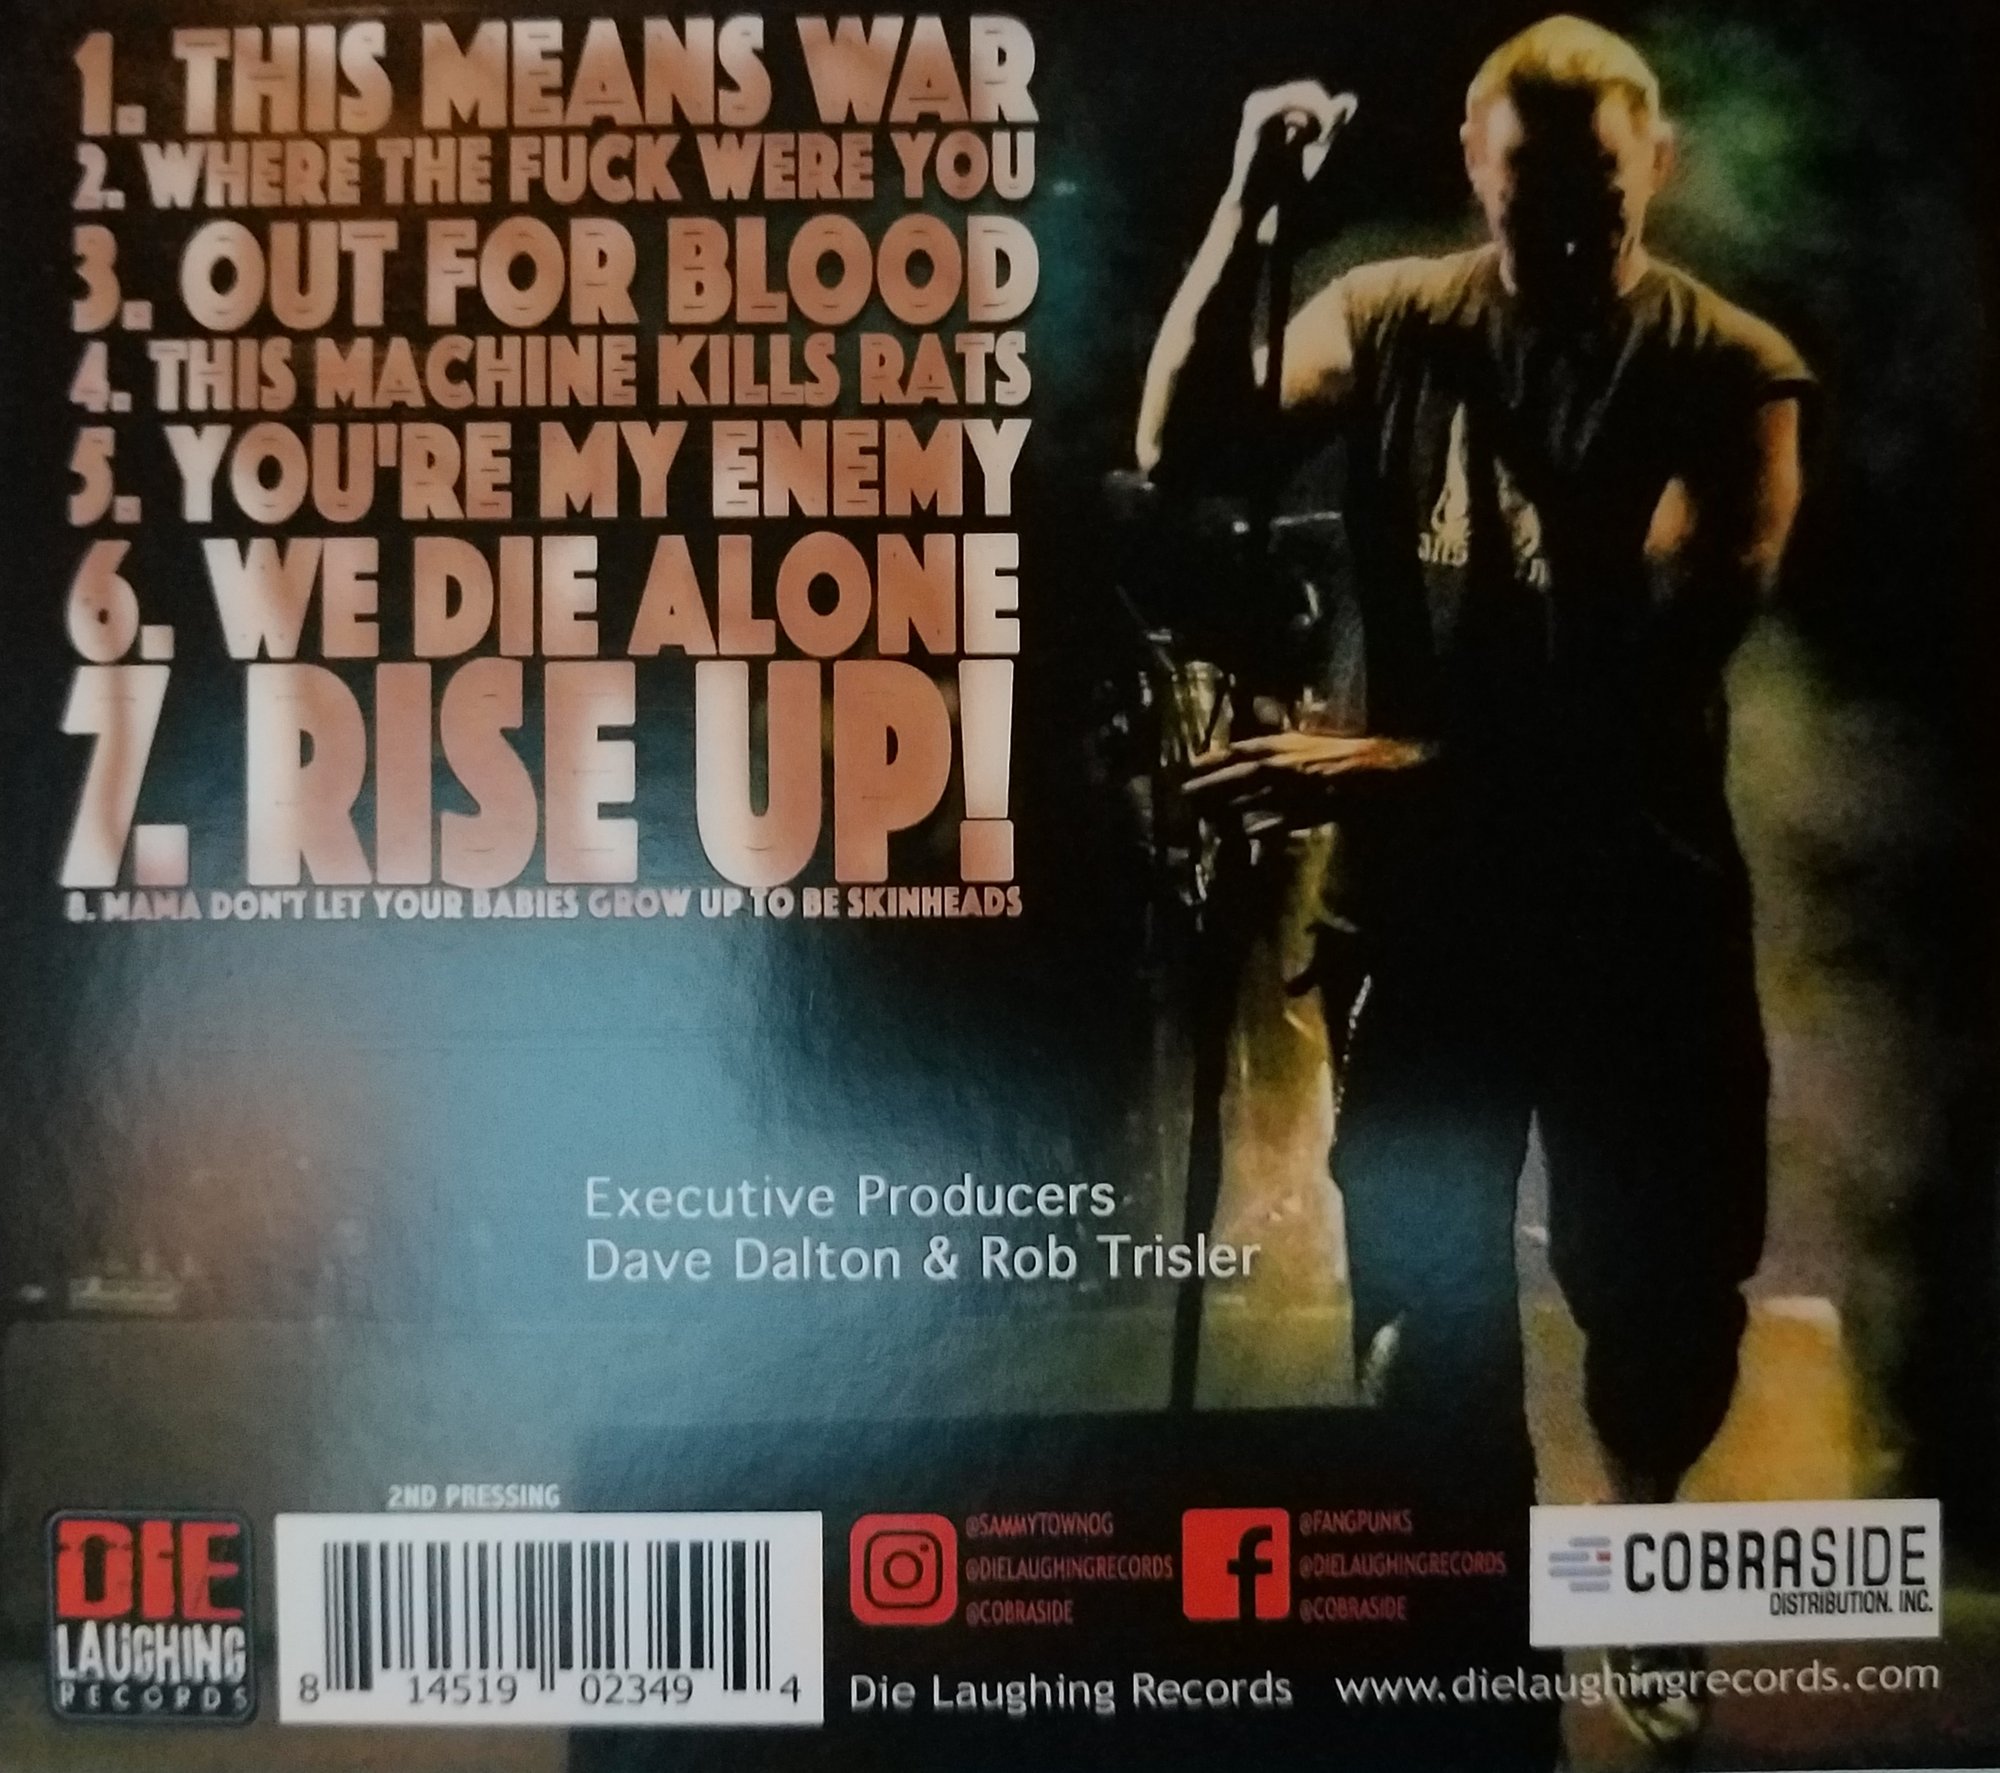 1. THIS MEANS WAR
2. WHERE THE FUCK WERE YOU
3. OUT FOR BLOOD
4. THIS MACHINE KILLS RATS
5. YOU'RE MY ENEMY
6. WE DIE ALONE
7. RISE UP!
8. MAMA DON'T LET YOUR BABIES GROW UP TO BE SKINHEADS
Executive Producers
Dave Dalton & Rob Trisler
2ND PRESSING
DIE
LAUGHING
RECORDS
8 14519 02349 4
@SAMMYTOWNOG
@DIELAUGHINGRECORDS
@COBRASIDE
@FANGPUNKS
@DIELAUGHINGRECORDS
@COBRASIDE
COBRASIDE
DISTRIBUTION, INC.
Die Laughing Records www.dielaughingrecords.com